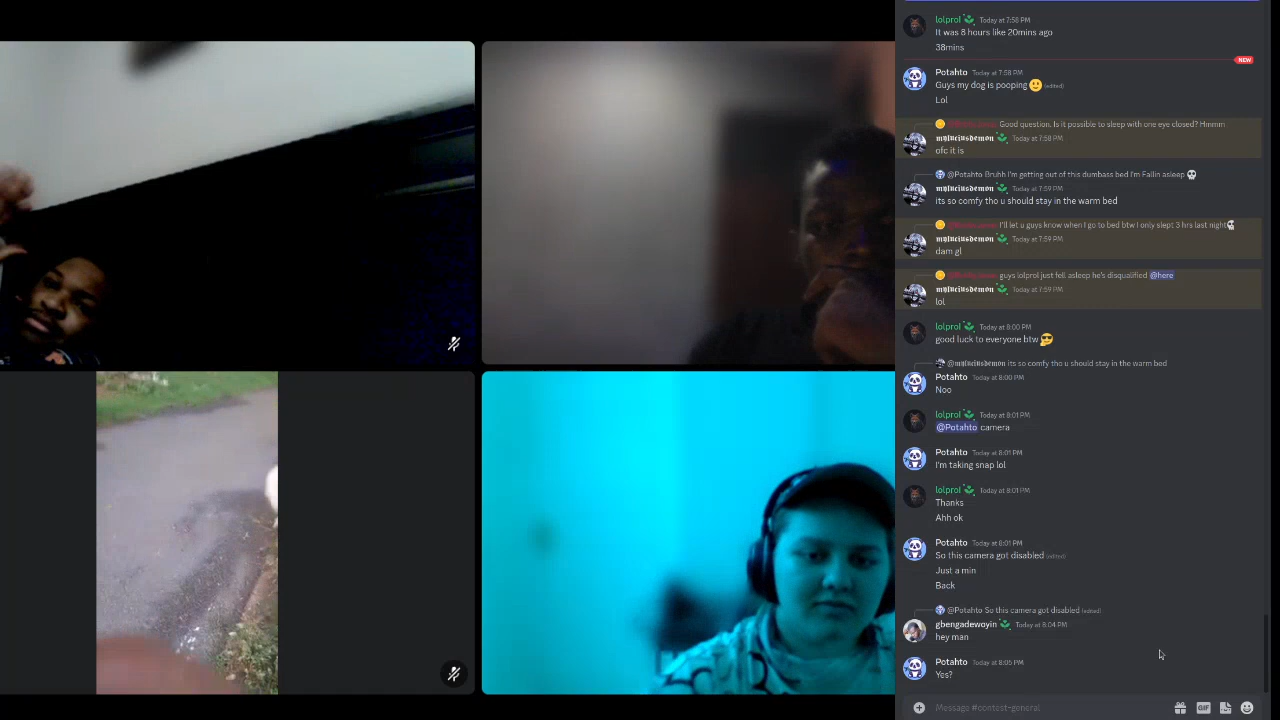 lolprol Today at 7:58 PM
It was 8 hours like 20mins ago
38mins
NEW
Potahto Today at 7:58 PM
Guys my dog is pooping (edited)
Lol
Good question. Is it possible to sleep with one eye closed? Hmmm
𝖒𝖞𝖑𝖚𝖈𝖎𝖚𝖘𝖉𝖊𝖒𝖔𝖓 Today at 7:58 PM
ofc it is
@Potahto Bruhh I'm getting out of this dumbass bed I'm Fallin asleep 💀
𝖒𝖞𝖑𝖚𝖈𝖎𝖚𝖘𝖉𝖊𝖒𝖔𝖓 Today at 7:59 PM
its so comfy tho u should stay in the warm bed
I'll let u guys know when I go to bed btw I only slept 3 hrs last night
𝖒𝖞𝖑𝖚𝖈𝖎𝖚𝖘𝖉𝖊𝖒𝖔𝖓 Today at 7:59 PM
dam gl
guys lolprol just fell asleep he's disqualified @here
𝖒𝖞𝖑𝖚𝖈𝖎𝖚𝖘𝖉𝖊𝖒𝖔𝖓 Today at 7:59 PM
lol
lolprol Today at 8:00 PM
good luck to everyone btw
@𝖒𝖞𝖑𝖚𝖈𝖎𝖚𝖘𝖉𝖊𝖒𝖔𝖓 its so comfy tho u should stay in the warm bed
Potahto Today at 8:00 PM
Noo
lolprol Today at 8:01 PM
@Potahto camera
Potahto Today at 8:01 PM
I'm taking snap lol
lolprol Today at 8:01 PM
Thanks
Ahh ok
Potahto Today at 8:01 PM
So this camera got disabled (edited)
Just a min
Back
@Potahto So this camera got disabled (edited)
gbengadewoyin Today at 8:04 PM
hey man
Potahto Today at 8:05 PM
Yes?
Message #contest-general
GIF